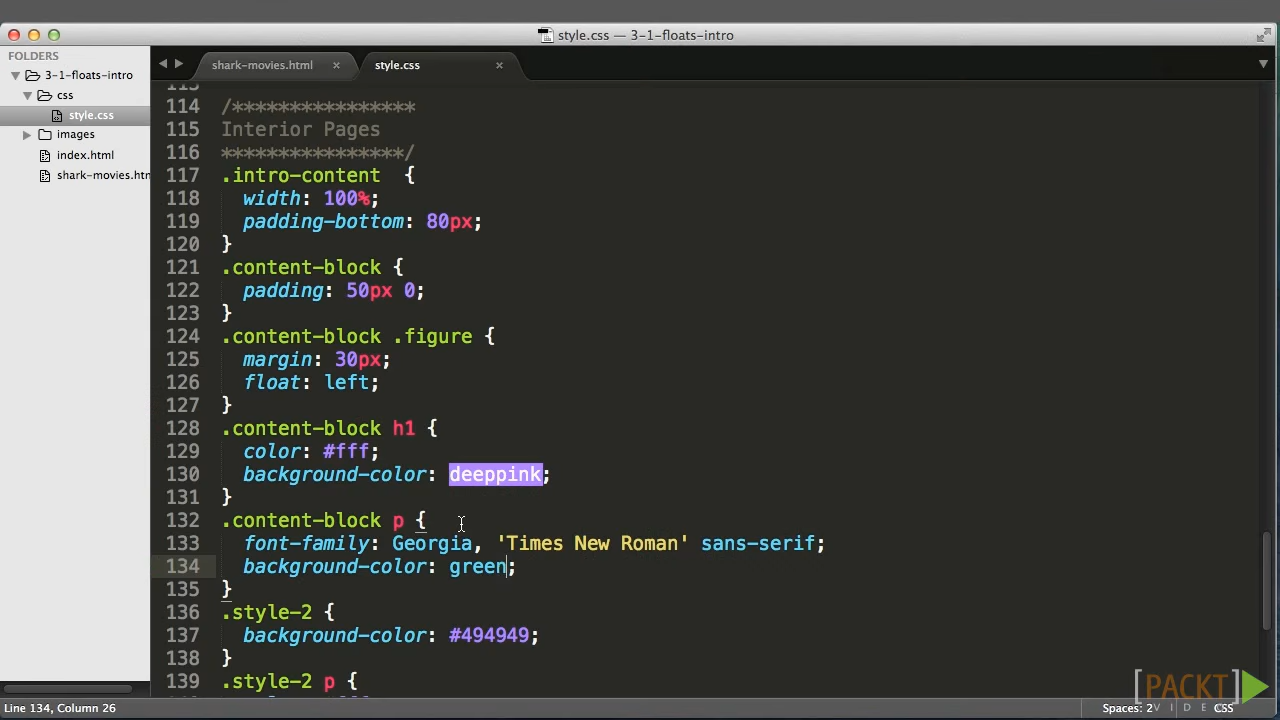 style.css — 3-1-floats-intro
FOLDERS
3-1-floats-intro
css
style.css
images
index.html
shark-movies.htm
shark-movies.html ×
style.css ×
113
114 /****************
115 Interior Pages
116 ****************/
117 .intro-content  {
118 width: 100%;
119 padding-bottom: 80px;
120 }
121 .content-block {
122 padding: 50px 0;
123 }
124 .content-block .figure {
125 margin: 30px;
126 float: left;
127 }
128 .content-block h1 {
129 color: #fff;
130 background-color: deeppink;
131 }
132 .content-block p {
133 font-family: Georgia, 'Times New Roman' sans-serif;
134 background-color: green;
135 }
136 .style-2 {
137 background-color: #494949;
138 }
139 .style-2 p {
[PACKT]
VIDEO
Line 134, Column 26
Spaces: 2
CSS